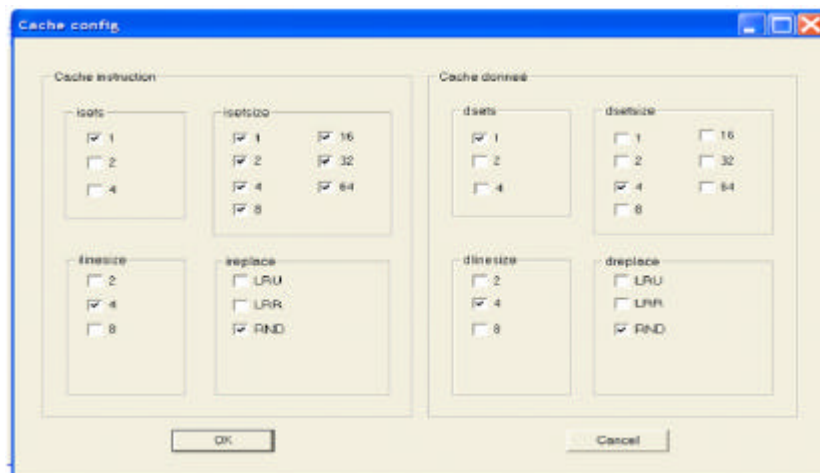 Cache config
Cache instruction
isets
1
2
4
isetsize
1
2
4
8
16
32
64
ilinesize
2
4
8
ireplace
LRU
LRR
RND
Cache donneé
dsets
1
2
4
dsetsize
1
2
4
8
16
32
64
dlinesize
2
4
8
dreplace
LRU
LRR
RND
OK
Cancel